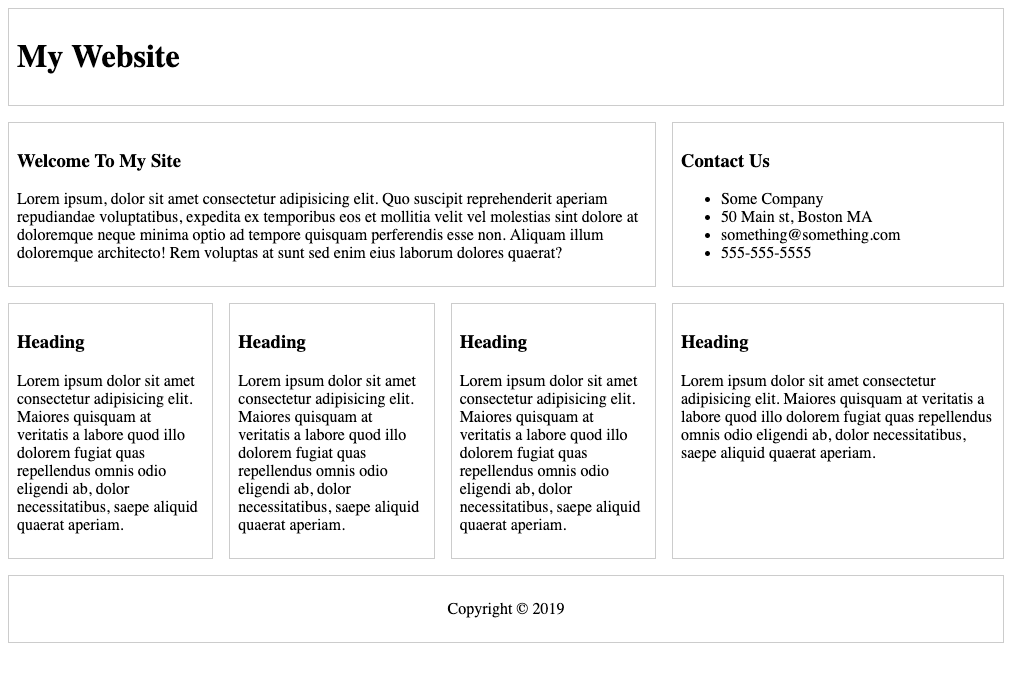 My Website
Welcome To My Site
Lorem ipsum, dolor sit amet consectetur adipisicing elit. Quo suscipit reprehenderit aperiam
repudiandae voluptatibus, expedita ex temporibus eos et mollitia velit vel molestias sint dolore at
doloremque neque minima optio ad tempore quisquam perferendis esse non. Aliquam illum
doloremque architecto! Rem voluptas at sunt sed enim eius laborum dolores quaerat?
Contact Us
• Some Company
• 50 Main st, Boston MA
• something@something.com
• 555-555-5555
Heading
Lorem ipsum dolor sit amet
consectetur adipisicing elit.
Maiores quisquam at
veritatis a labore quod illo
dolorem fugiat quas
repellendus omnis odio
eligendi ab, dolor
necessitatibus, saepe aliquid
quaerat aperiam.
Heading
Lorem ipsum dolor sit amet
consectetur adipisicing elit.
Maiores quisquam at
veritatis a labore quod illo
dolorem fugiat quas
repellendus omnis odio
eligendi ab, dolor
necessitatibus, saepe aliquid
quaerat aperiam.
Heading
Lorem ipsum dolor sit amet
consectetur adipisicing elit.
Maiores quisquam at
veritatis a labore quod illo
dolorem fugiat quas
repellendus omnis odio
eligendi ab, dolor
necessitatibus, saepe aliquid
quaerat aperiam.
Heading
Lorem ipsum dolor sit amet consectetur
adipisicing elit. Maiores quisquam at veritatis a
labore quod illo dolorem fugiat quas repellendus
omnis odio eligendi ab, dolor necessitatibus,
saepe aliquid quaerat aperiam.
Copyright © 2019